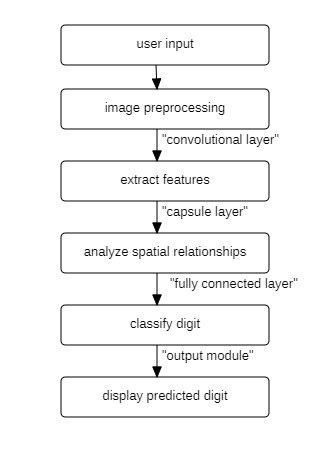 user input
image preprocessing
"convolutional layer"
extract features
"capsule layer"
analyze spatial relationships
"fully connected layer"
classify digit
"output module"
display predicted digit